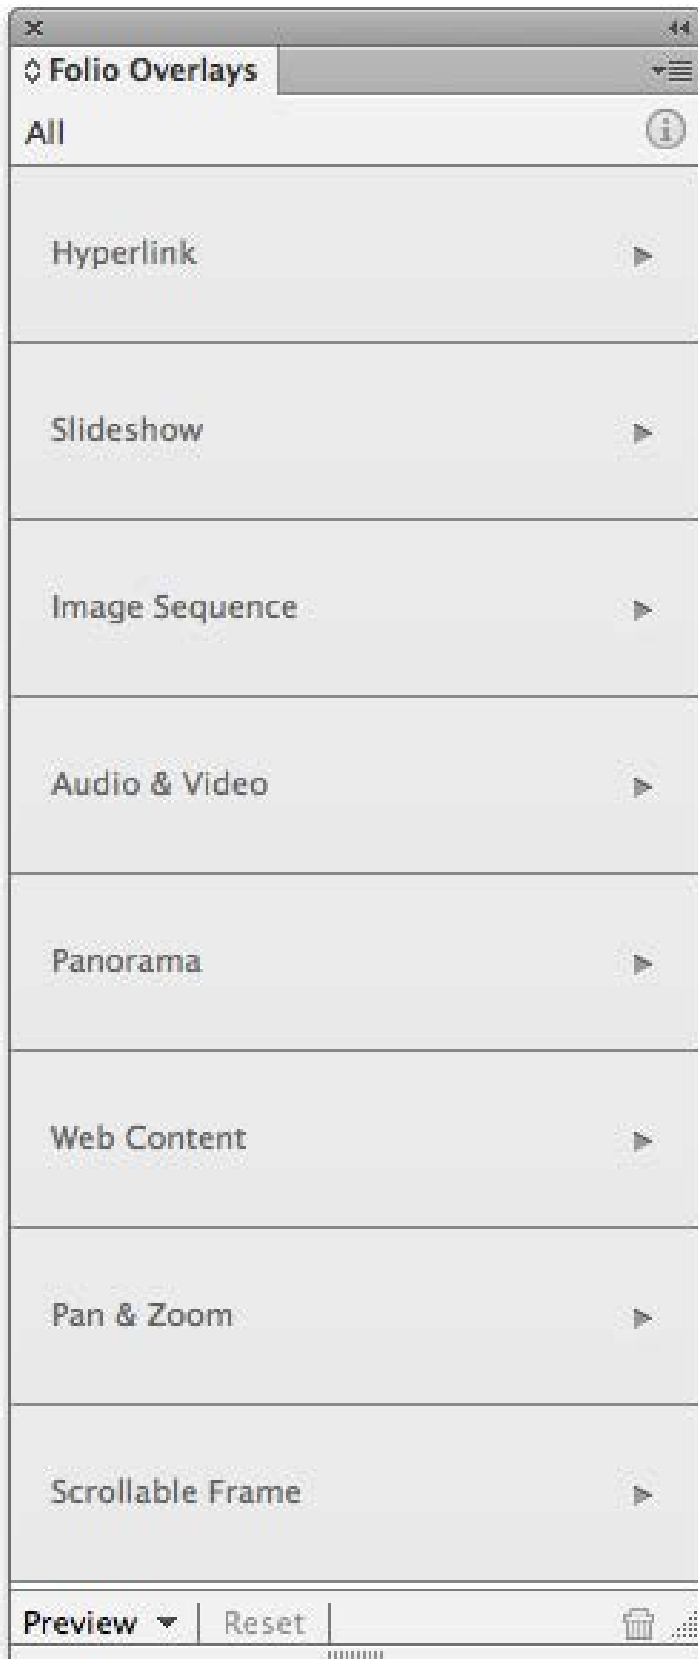 Folio Overlays
All
Hyperlink
Slideshow
Image Sequence
Audio & Video
Panorama
Web Content
Pan & Zoom
Scrollable Frame
Preview Reset